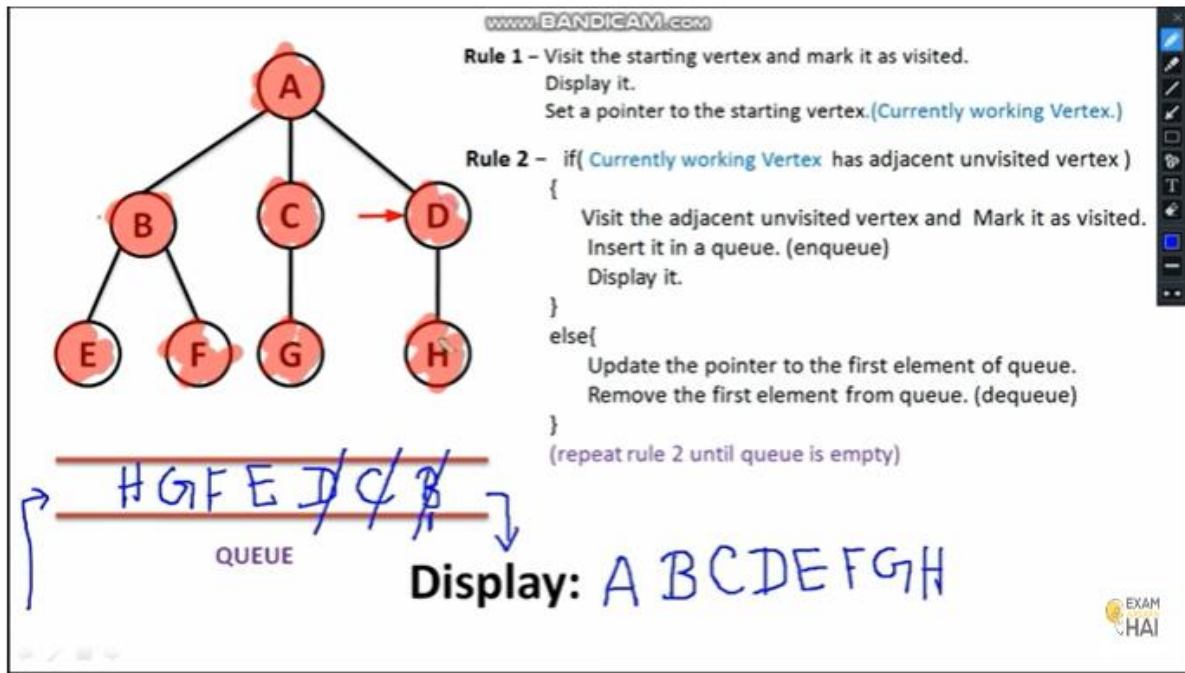 www.BANDICAM.com
A
B
C
D
E
F
G
H
Rule 1 – Visit the starting vertex and mark it as visited.
Display it.
Set a pointer to the starting vertex.(Currently working Vertex.)
Rule 2 – if( Currently working Vertex has adjacent unvisited vertex )
{
Visit the adjacent unvisited vertex and Mark it as visited.
Insert it in a queue. (enqueue)
Display it.
}
else{
Update the pointer to the first element of queue.
Remove the first element from queue. (dequeue)
}
(repeat rule 2 until queue is empty)
H G F E D C B
QUEUE
Display: A B C D E F G H
EXAM
HAI
T